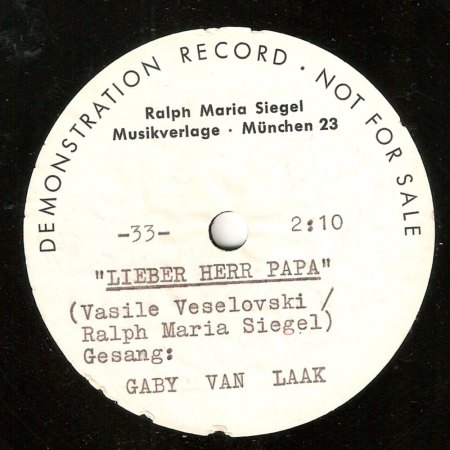 DEMONSTRATION RECORD · NOT FOR SALE
Ralph Maria Siegel
Musikverlage · München 23
-33- 2:10
"LIEBER HERR PAPA"
(Vasile Veselovski /
Ralph Maria Siegel)
Gesang:
GABY VAN LAAK